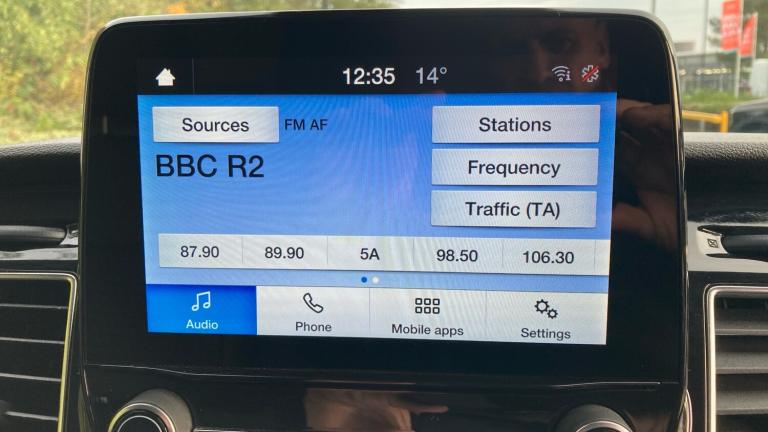 12:35 14°
Sources FM AF Stations
BBC R2
Frequency
Traffic (TA)
87.90 89.90 5A 98.50 106.30
Audio Phone Mobile apps Settings